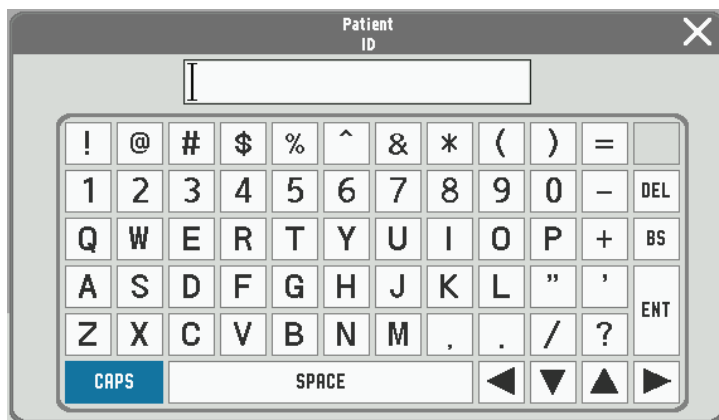 Patient
ID
! @ # $ % ^ & * ( ) =
1 2 3 4 5 6 7 8 9 0 – DEL
Q W E R T Y U I O P + BS
A S D F G H J K L " ' ENT
Z X C V B N M , . / ?
CAPS SPACE ◀ ▼ ▲ ▶